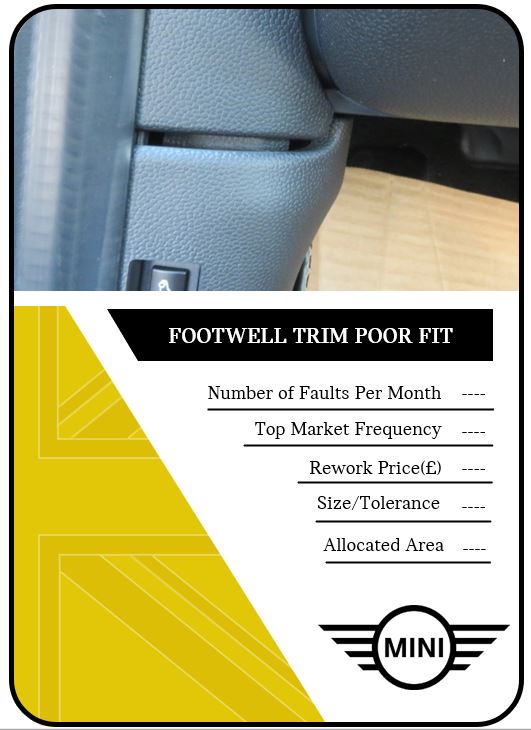 FOOTWELL TRIM POOR FIT
Number of Faults Per Month ----
Top Market Frequency ----
Rework Price(£) ----
Size/Tolerance ----
Allocated Area ----
MINI